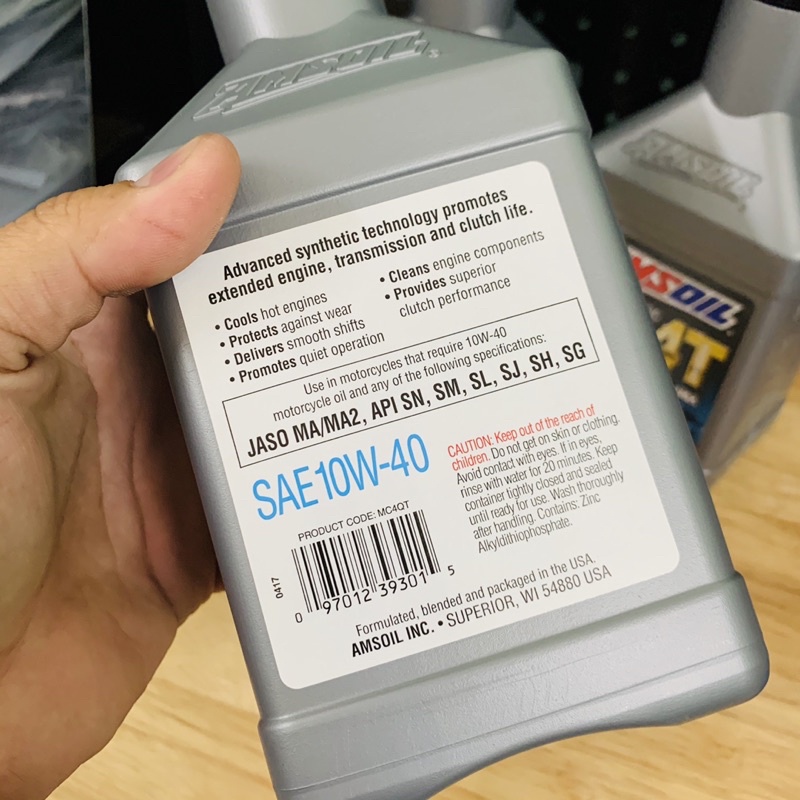 AMSOIL
Advanced synthetic technology promotes
extended engine, transmission and clutch life.
• Cools hot engines
• Protects against wear
• Delivers smooth shifts
• Promotes quiet operation
• Cleans engine components
• Provides superior
clutch performance
Use in motorcycles that require 10W-40
motorcycle oil and any of the following specifications:
JASO MA/MA2, API SN, SM, SL, SJ, SH, SG
SAE10W-40
CAUTION: Keep out of the reach of
children. Do not get on skin or clothing.
Avoid contact with eyes. If in eyes,
rinse with water for 20 minutes. Keep
container tightly closed and sealed
until ready for use. Wash thoroughly
after handling. Contains: Zinc
Alkyldithiophosphate.
PRODUCT CODE: MC4QT
0417
0 97012 39301 5
Formulated, blended and packaged in the USA.
AMSOIL INC. • SUPERIOR, WI 54880 USA
AMSOIL
MSOIL
4T